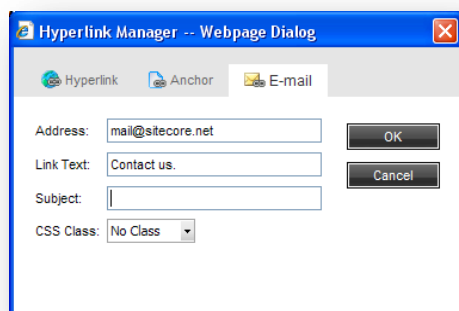 Hyperlink Manager -- Webpage Dialog
Hyperlink Anchor E-mail
Address: mail@sitecore.net
OK
Link Text: Contact us.
Cancel
Subject:
CSS Class: No Class